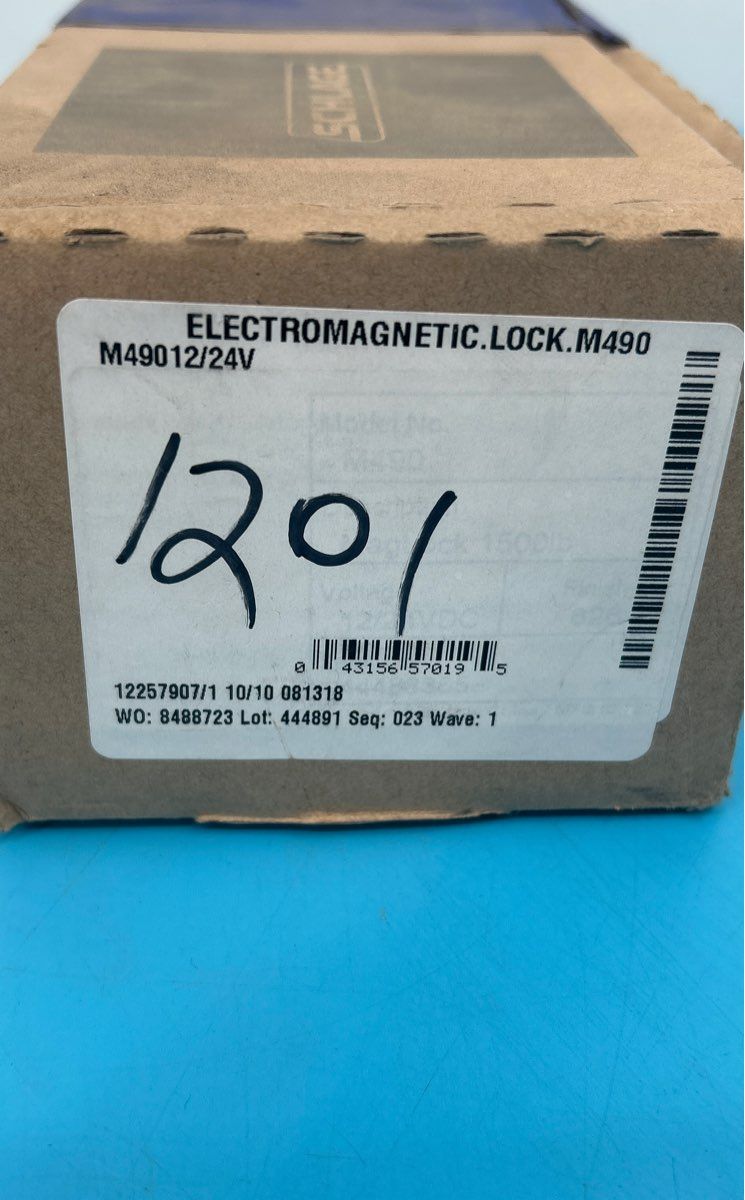 SCHLAGE
ELECTROMAGNETIC.LOCK.M490
M49012/24V
1201
0 43156 57019 5
12257907/1 10/10 081318
WO: 8488723 Lot: 444891 Seq: 023 Wave: 1